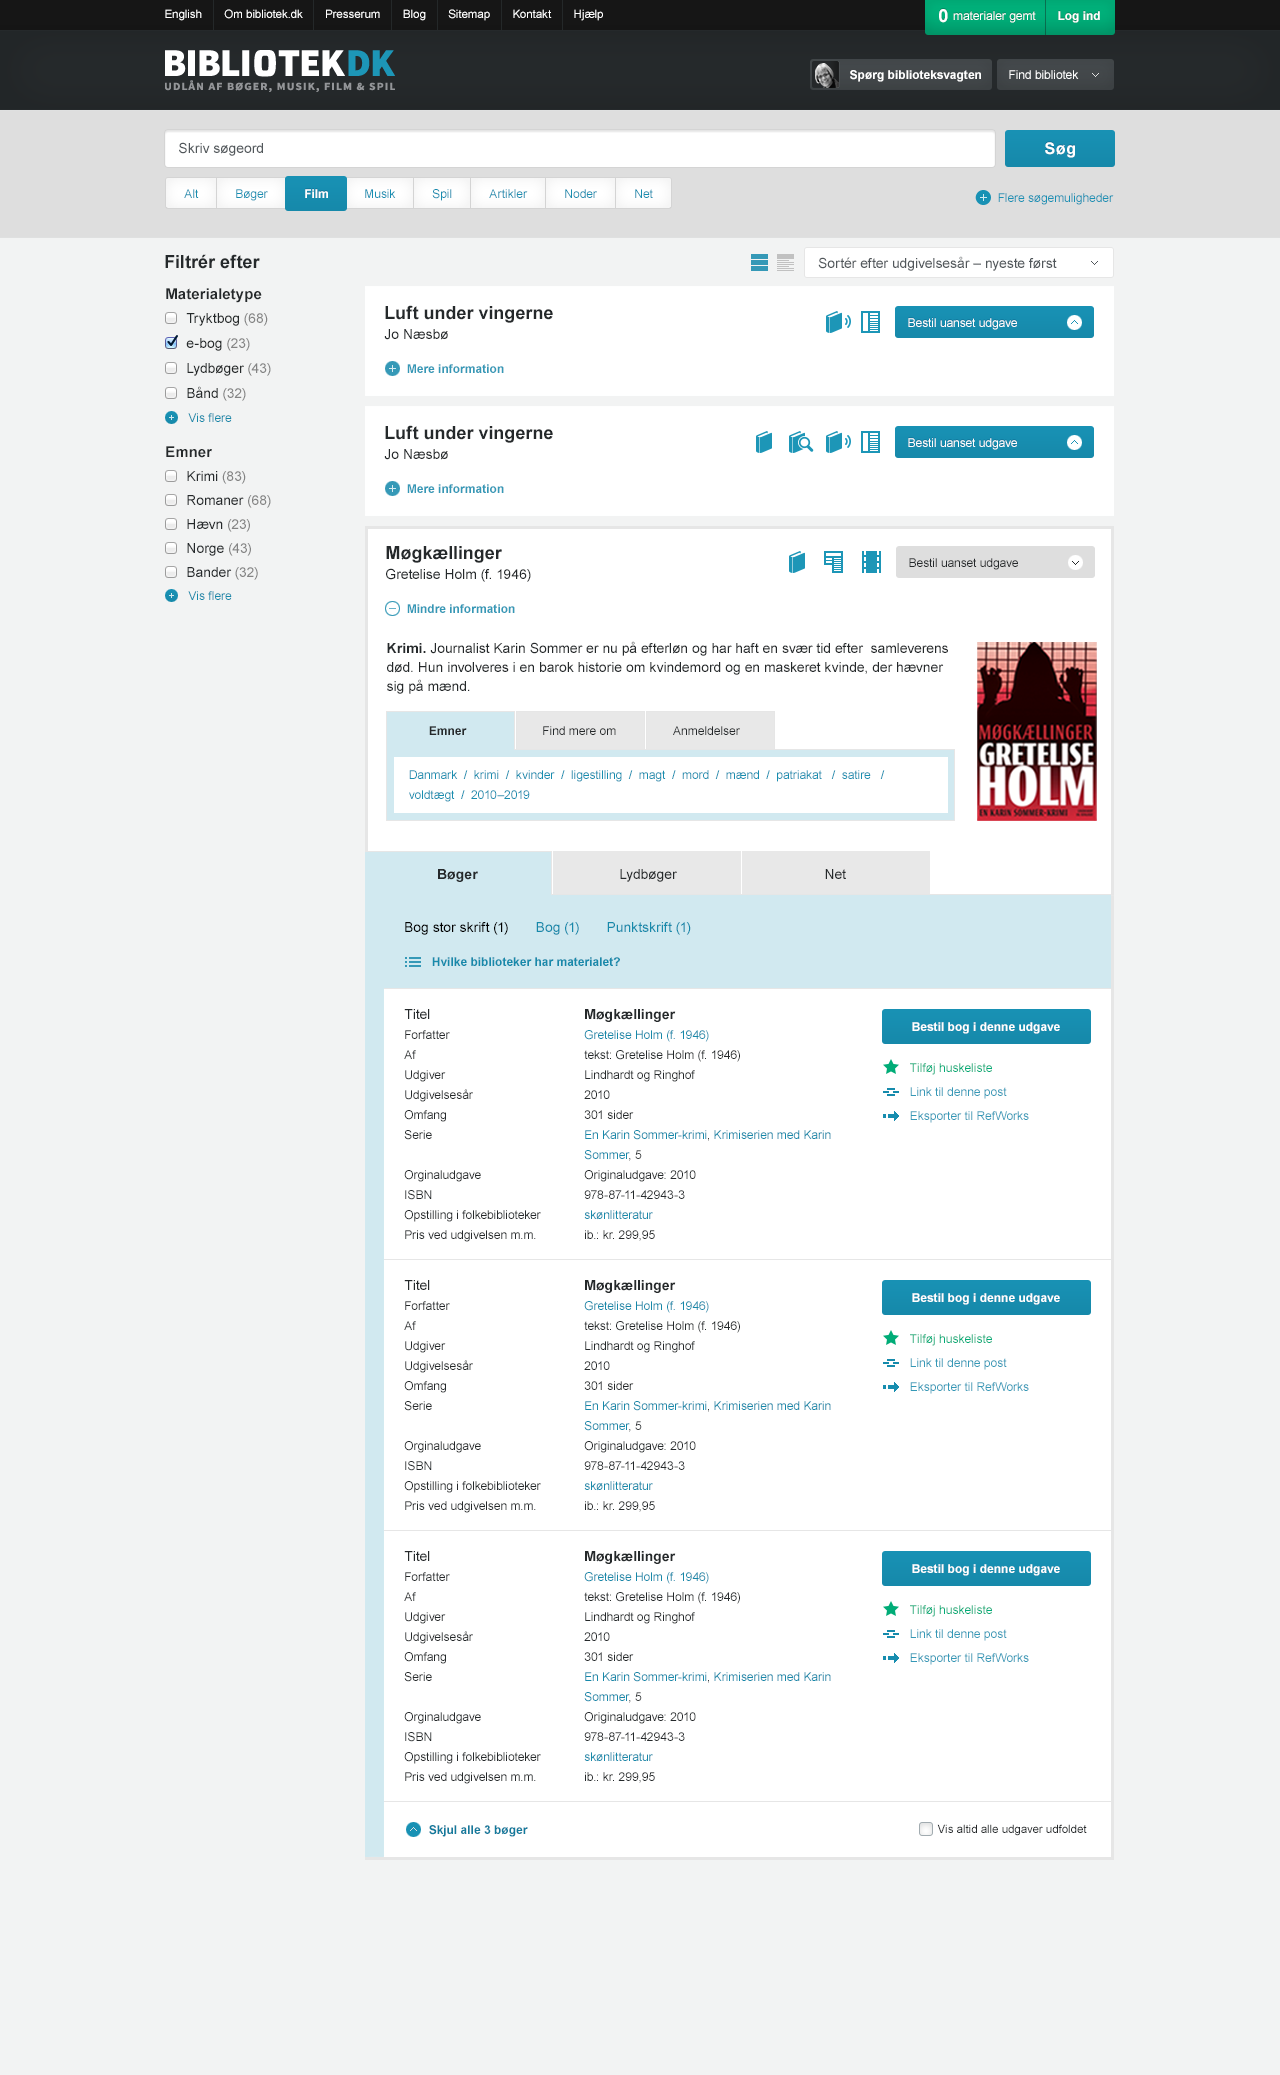 English Om bibliotek.dk Presserum Blog Sitemap Kontakt Hjælp
0 materialer gemt Log ind
BIBLIOTEKDK
UDLÅN AF BØGER, MUSIK, FILM & SPIL
Spørg biblioteksvagten Find bibliotek
Skriv søgeord Søg
Alt Bøger Film Musik Spil Artikler Noder Net
Flere søgemuligheder
Filtrér efter
Sortér efter udgivelsesår – nyeste først
Materialetype
Tryktbog (68)
e-bog (23)
Lydbøger (43)
Bånd (32)
Vis flere
Emner
Krimi (83)
Romaner (68)
Hævn (23)
Norge (43)
Bander (32)
Vis flere
Luft under vingerne
Jo Næsbø
Bestil uanset udgave
Mere information
Luft under vingerne
Jo Næsbø
Bestil uanset udgave
Mere information
Møgkællinger
Gretelise Holm (f. 1946)
Bestil uanset udgave
Mindre information
Krimi. Journalist Karin Sommer er nu på efterløn og har haft en svær tid efter samleverens
død. Hun involveres i en barok historie om kvindemord og en maskeret kvinde, der hævner
sig på mænd.
MØGKÆLLINGER
GRETELISE
HOLM
EN KARIN SOMMER-KRIMI
Emner Find mere om Anmeldelser
Danmark / krimi / kvinder / ligestilling / magt / mord / mænd / patriakat / satire /
voldtægt / 2010–2019
Bøger Lydbøger Net
Bog stor skrift (1) Bog (1) Punktskrift (1)
Hvilke biblioteker har materialet?
Titel Møgkællinger
Forfatter Gretelise Holm (f. 1946)
Af tekst: Gretelise Holm (f. 1946)
Udgiver Lindhardt og Ringhof
Udgivelsesår 2010
Omfang 301 sider
Serie En Karin Sommer-krimi, Krimiserien med Karin
Sommer, 5
Orginaludgave Originaludgave: 2010
ISBN 978-87-11-42943-3
Opstilling i folkebiblioteker skønlitteratur
Pris ved udgivelsen m.m. ib.: kr. 299,95
Bestil bog i denne udgave
Tilføj huskeliste
Link til denne post
Eksporter til RefWorks
Titel Møgkællinger
Forfatter Gretelise Holm (f. 1946)
Af tekst: Gretelise Holm (f. 1946)
Udgiver Lindhardt og Ringhof
Udgivelsesår 2010
Omfang 301 sider
Serie En Karin Sommer-krimi, Krimiserien med Karin
Sommer, 5
Orginaludgave Originaludgave: 2010
ISBN 978-87-11-42943-3
Opstilling i folkebiblioteker skønlitteratur
Pris ved udgivelsen m.m. ib.: kr. 299,95
Bestil bog i denne udgave
Tilføj huskeliste
Link til denne post
Eksporter til RefWorks
Titel Møgkællinger
Forfatter Gretelise Holm (f. 1946)
Af tekst: Gretelise Holm (f. 1946)
Udgiver Lindhardt og Ringhof
Udgivelsesår 2010
Omfang 301 sider
Serie En Karin Sommer-krimi, Krimiserien med Karin
Sommer, 5
Orginaludgave Originaludgave: 2010
ISBN 978-87-11-42943-3
Opstilling i folkebiblioteker skønlitteratur
Pris ved udgivelsen m.m. ib.: kr. 299,95
Bestil bog i denne udgave
Tilføj huskeliste
Link til denne post
Eksporter til RefWorks
Skjul alle 3 bøger
Vis altid alle udgaver udfoldet